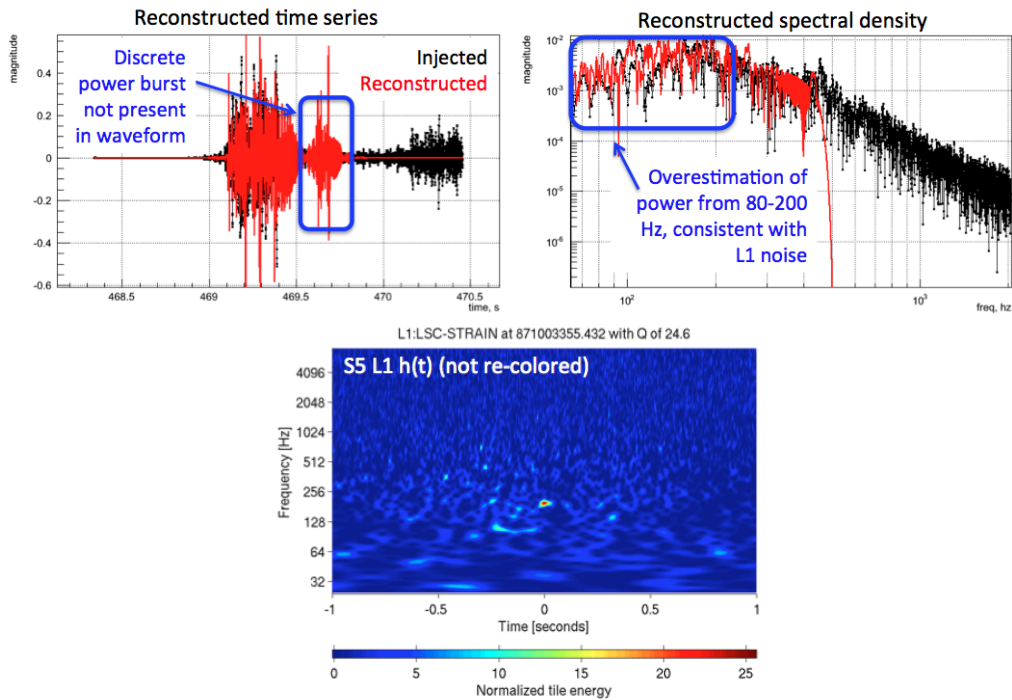 Reconstructed time series
magnitude
0.4
0.2
0
-0.2
-0.4
-0.6
468.5
469
469.5
470
470.5
time, s
Discrete
power burst
not present
in waveform
Injected
Reconstructed
Reconstructed spectral density
magnitude
10⁻²
10⁻³
10⁻⁴
10⁻⁵
10⁻⁶
10²
10³
freq, hz
Overestimation of
power from 80-200
Hz, consistent with
L1 noise
L1:LSC-STRAIN at 871003355.432 with Q of 24.6
S5 L1 h(t) (not re-colored)
Frequency [Hz]
4096
2048
1024
512
256
128
64
32
-1
-0.5
0
0.5
1
Time [seconds]
0
5
10
15
20
25
Normalized tile energy